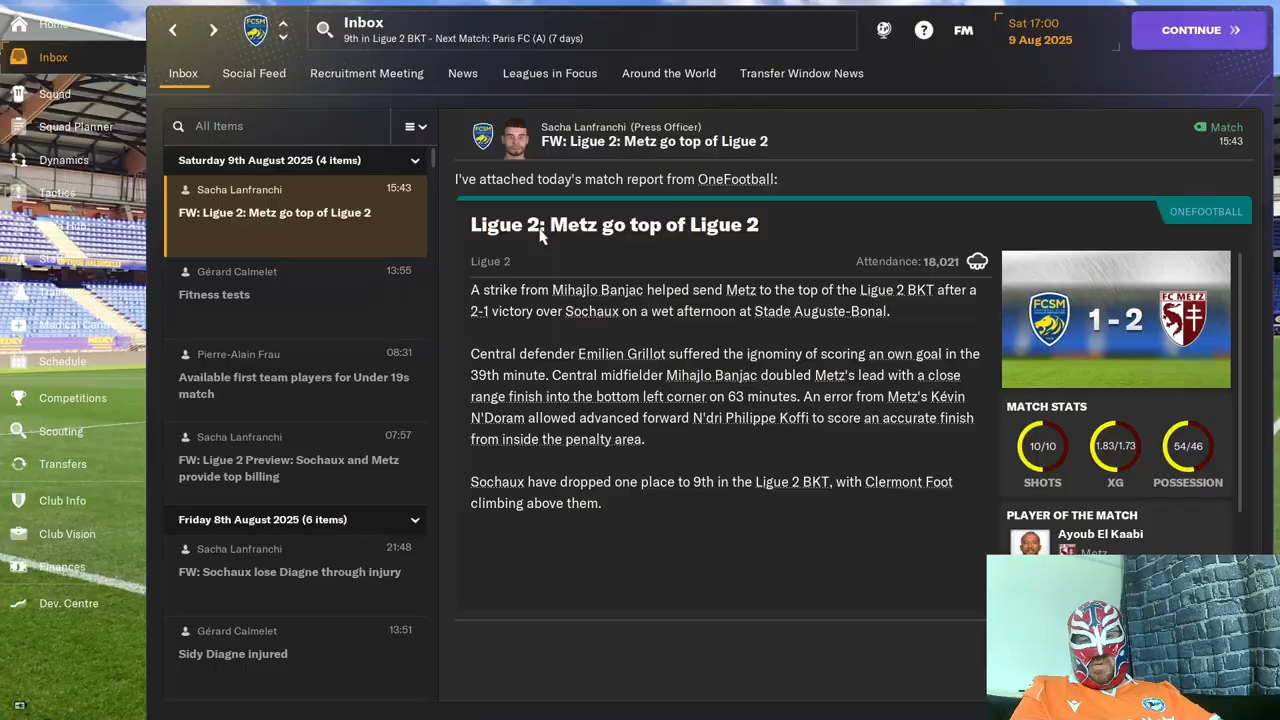 Home
Inbox
Squad
Squad Planner
Dynamics
Tactics
Medical Centre
Schedule
Competitions
Scouting
Transfers
Club Info
Club Vision
Finances
Dev. Centre
FCSM
Inbox
9th in Ligue 2 BKT - Next Match: Paris FC (A) (7 days)
?
FM
Sat 17:00
9 Aug 2025
CONTINUE
Inbox
Social Feed
Recruitment Meeting
News
Leagues in Focus
Around the World
Transfer Window News
All Items
Saturday 9th August 2025 (4 items)
Sacha Lanfranchi 15:43
FW: Ligue 2: Metz go top of Ligue 2
Gérard Calmelet 13:55
Fitness tests
Pierre-Alain Frau 08:31
Available first team players for Under 19s
match
Sacha Lanfranchi 07:57
FW: Ligue 2 Preview: Sochaux and Metz
provide top billing
Friday 8th August 2025 (6 items)
Sacha Lanfranchi 21:48
FW: Sochaux lose Diagne through injury
Gérard Calmelet 13:51
Sidy Diagne injured
FCSM
Sacha Lanfranchi (Press Officer)
FW: Ligue 2: Metz go top of Ligue 2
Match
15:43
I've attached today's match report from OneFootball:
ONEFOOTBALL
Ligue 2: Metz go top of Ligue 2
Ligue 2
Attendance: 18,021
A strike from Mihajlo Banjac helped send Metz to the top of the Ligue 2 BKT after a
2-1 victory over Sochaux on a wet afternoon at Stade Auguste-Bonal.
Central defender Emilien Grillot suffered the ignominy of scoring an own goal in the
39th minute. Central midfielder Mihajlo Banjac doubled Metz's lead with a close
range finish into the bottom left corner on 63 minutes. An error from Metz's Kévin
N'Doram allowed advanced forward N'dri Philippe Koffi to score an accurate finish
from inside the penalty area.
Sochaux have dropped one place to 9th in the Ligue 2 BKT, with Clermont Foot
climbing above them.
FCSM
1 - 2
FC METZ
MATCH STATS
10/10
1.83/1.73
54/46
SHOTS
XG
POSSESSION
PLAYER OF THE MATCH
Ayoub El Kaabi
Metz